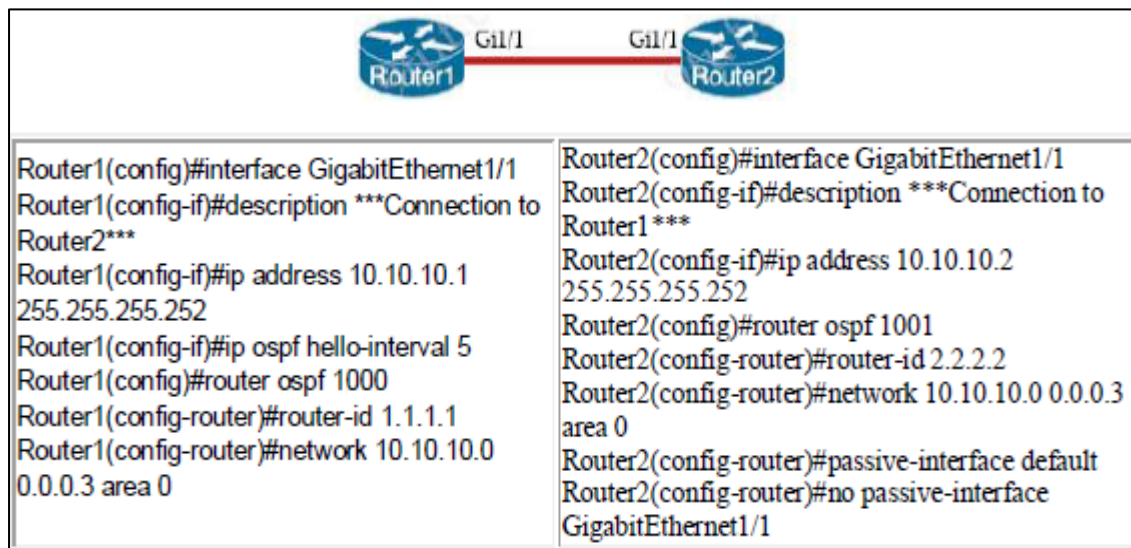 Gi1/1 Gi1/1
Router1 Router2
Router1(config)#interface GigabitEthernet1/1
Router1(config-if)#description ***Connection to
Router2***
Router1(config-if)#ip address 10.10.10.1
255.255.255.252
Router1(config-if)#ip ospf hello-interval 5
Router1(config)#router ospf 1000
Router1(config-router)#router-id 1.1.1.1
Router1(config-router)#network 10.10.10.0
0.0.0.3 area 0
Router2(config)#interface GigabitEthernet1/1
Router2(config-if)#description ***Connection to
Router1***
Router2(config-if)#ip address 10.10.10.2
255.255.255.252
Router2(config)#router ospf 1001
Router2(config-router)#router-id 2.2.2.2
Router2(config-router)#network 10.10.10.0 0.0.0.3
area 0
Router2(config-router)#passive-interface default
Router2(config-router)#no passive-interface
GigabitEthernet1/1